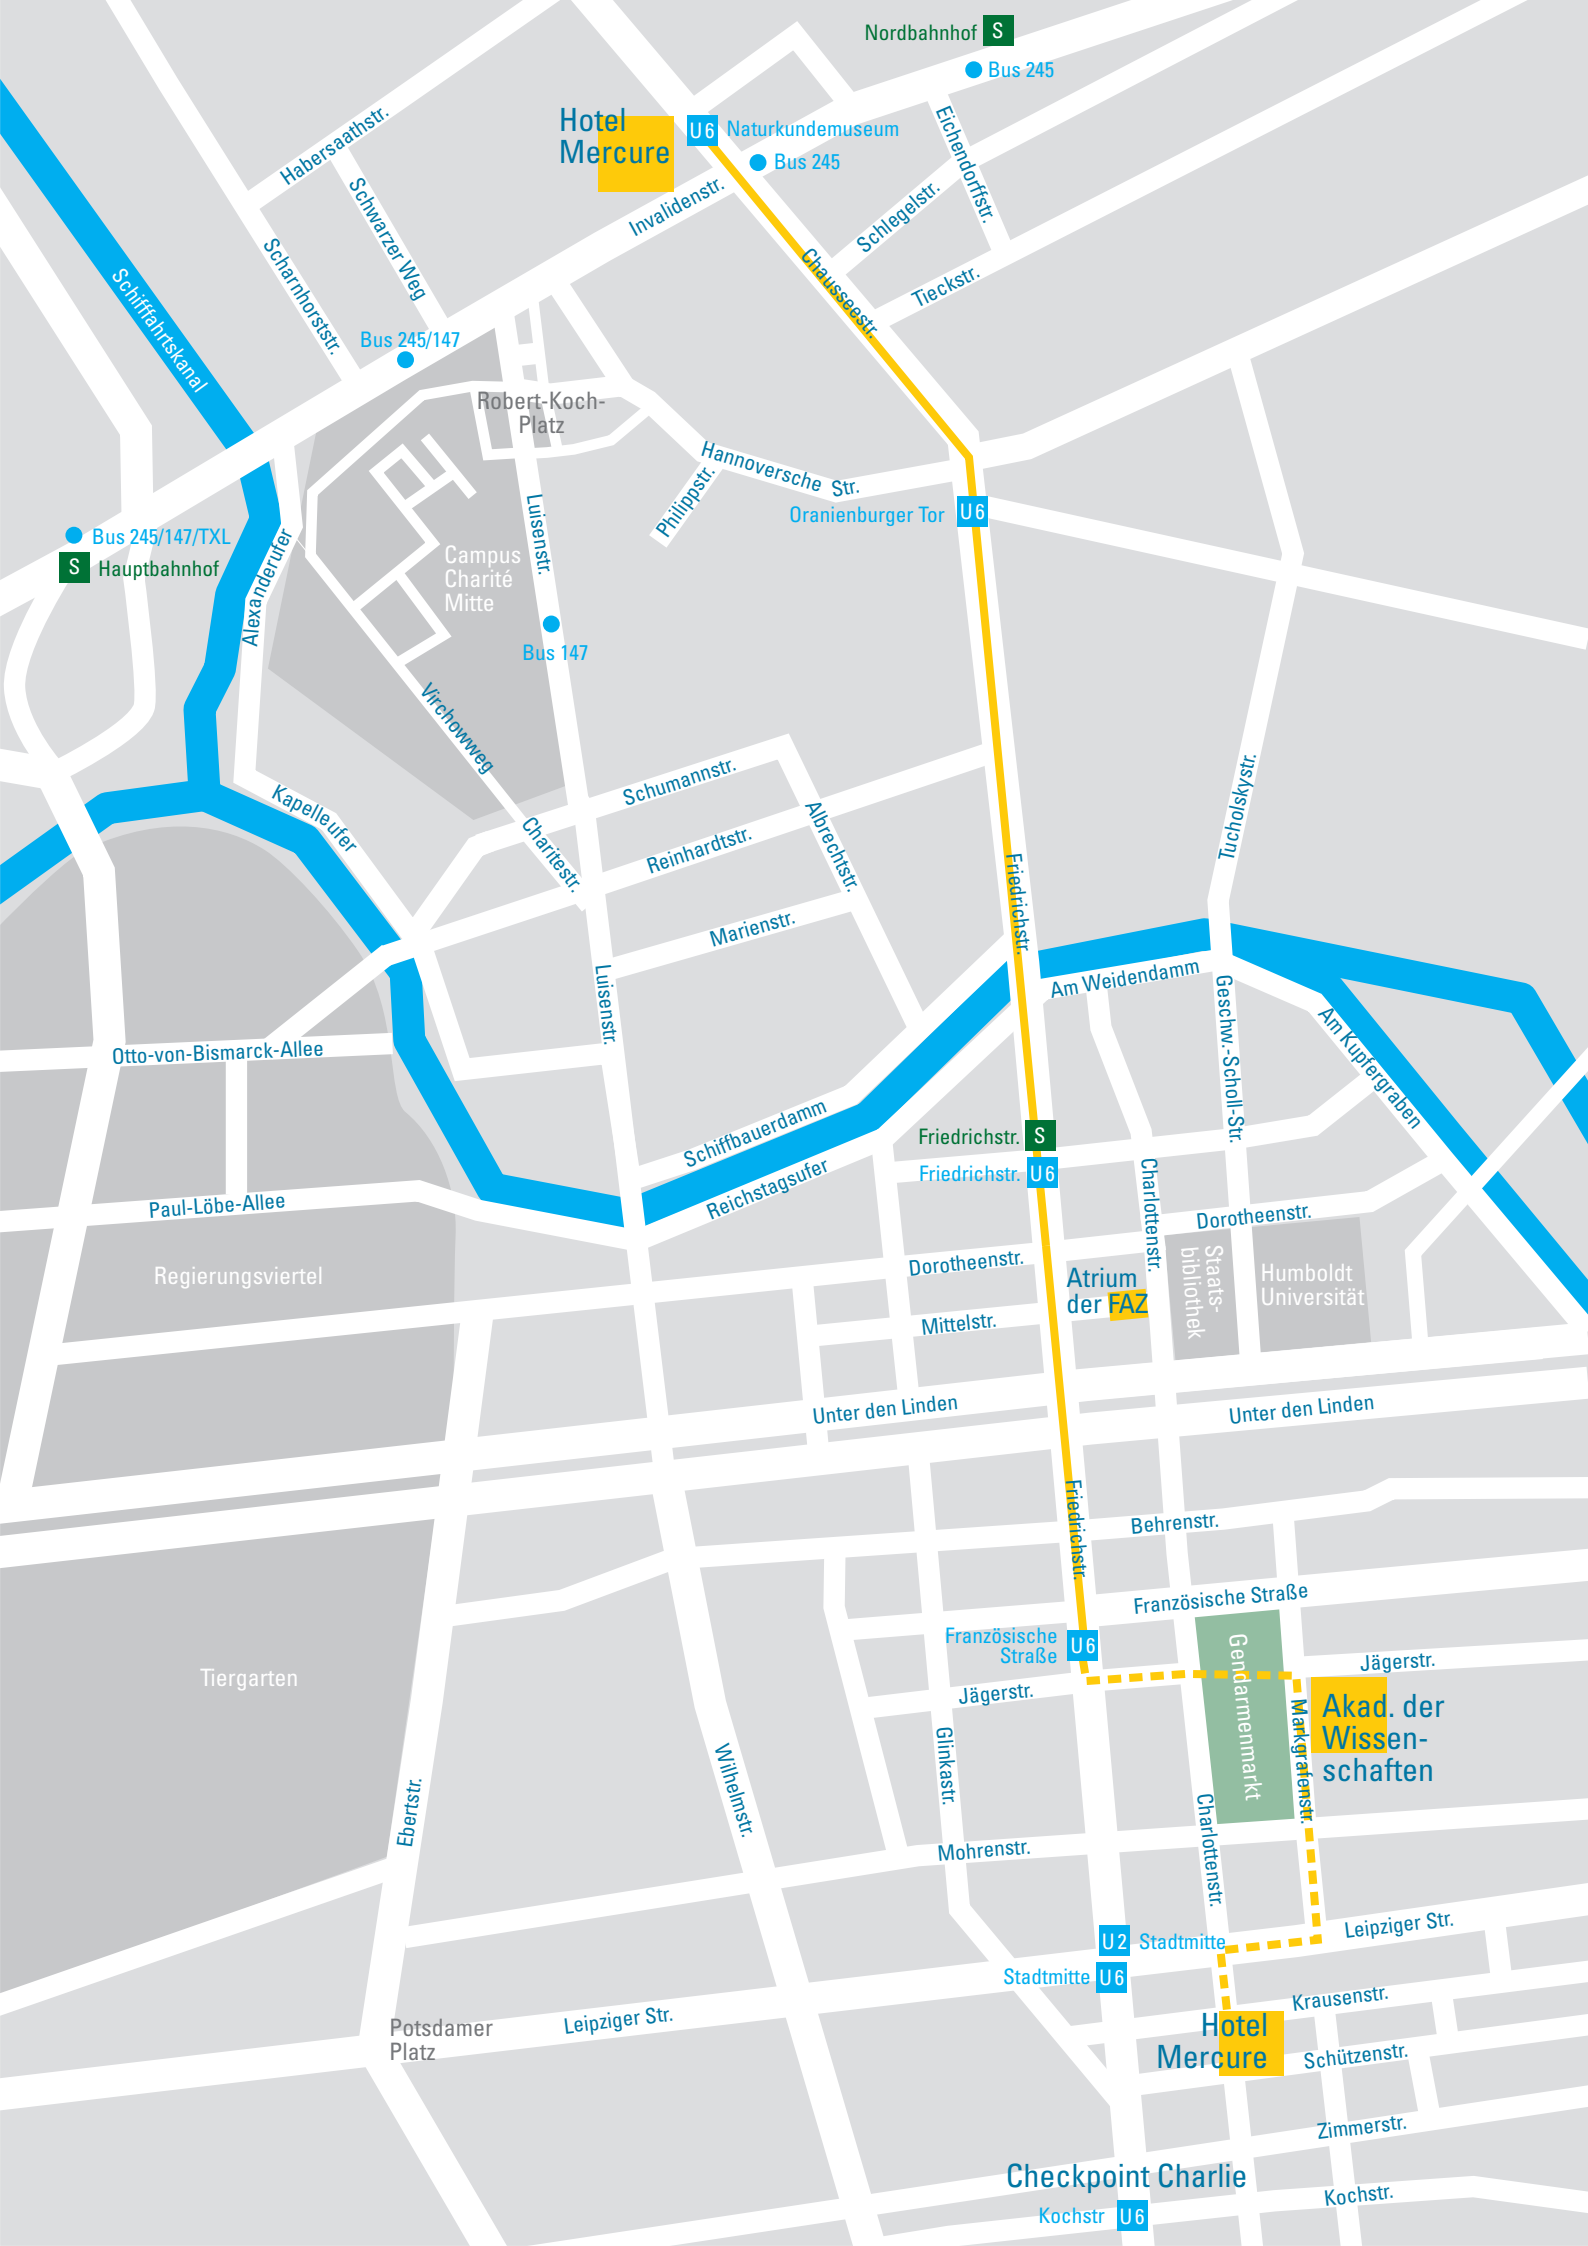 Nordbahnhof S
Bus 245
Hotel
Mercure
U6 Naturkundemuseum
Bus 245
Habersaathstr.
Eichendorffstr.
Schwarzer Weg
Invalidenstr.
Schlegelstr.
Scharnhorststr.
Chausseestr.
Tieckstr.
Schifffahrtskanal
Bus 245/147
Robert-Koch-
Platz
Hannoversche Str.
Philippstr.
Luisenstr.
Oranienburger Tor U6
Bus 245/147/TXL
S Hauptbahnhof
Alexanderufer
Campus
Charité
Mitte
Bus 147
Virchowweg
Schumannstr.
Tucholskystr.
Kapelleufer
Charitestr.
Reinhardtstr.
Albrechtstr.
Friedrichstr.
Marienstr.
Luisenstr.
Am Weidendamm
Geschw.-Scholl-Str.
Am Kupfergraben
Otto-von-Bismarck-Allee
Schiffbauerdamm
Friedrichstr. S
Friedrichstr. U6
Reichstagsufer
Charlottenstr.
Paul-Löbe-Allee
Dorotheenstr.
Regierungsviertel
Dorotheenstr.
Atrium
der FAZ
Staats-
bibliothek
Humboldt
Universität
Mittelstr.
Unter den Linden
Unter den Linden
Friedrichstr.
Behrenstr.
Französische Straße
Französische
Straße
U6
Gendarmenmarkt
Jägerstr.
Tiergarten
Jägerstr.
Markgrafenstr.
Akad. der
Wissen-
schaften
Glinkastr.
Wilhelmstr.
Ebertstr.
Charlottenstr.
Mohrenstr.
U2 Stadtmitte
Leipziger Str.
Stadtmitte U6
Krausenstr.
Potsdamer
Platz
Leipziger Str.
Hotel
Mercure
Schützenstr.
Zimmerstr.
Checkpoint Charlie
Kochstr U6
Kochstr.